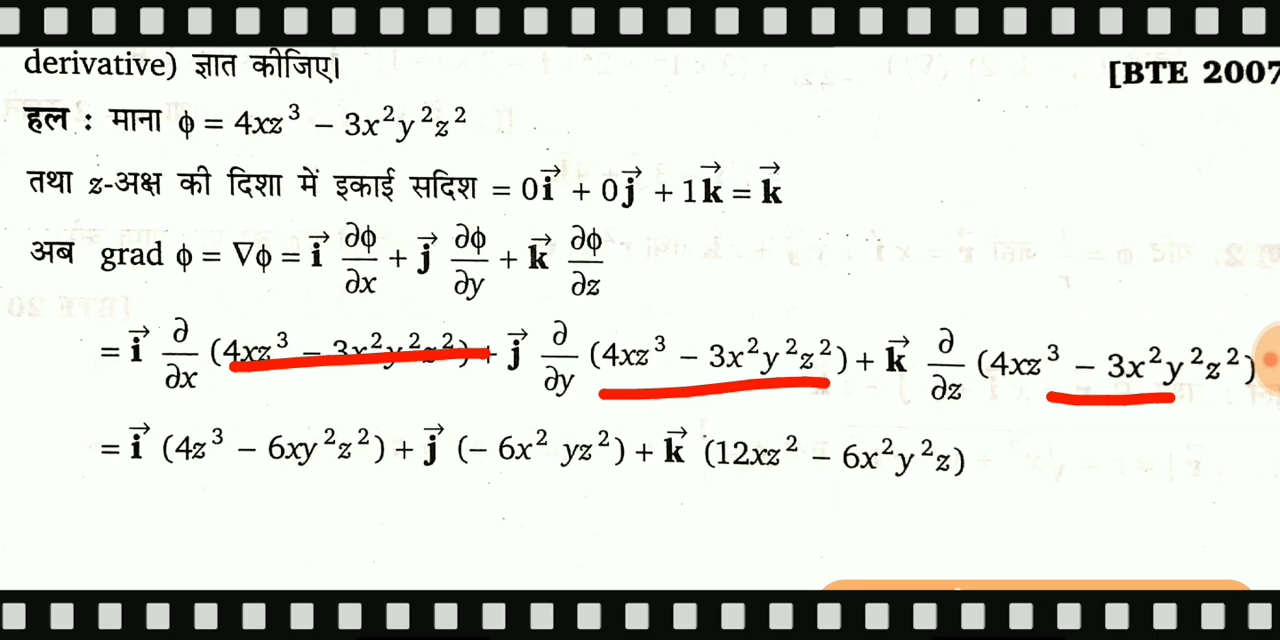 derivative) ज्ञात कीजिए। [BTE 2007
हल : माना ϕ = 4xz³ − 3x²y²z²
तथा z-अक्ष की दिशा में इकाई सदिश = 0i⃗ + 0j⃗ + 1k⃗ = k⃗
अब grad ϕ = ∇ϕ = i⃗ ∂ϕ/∂x + j⃗ ∂ϕ/∂y + k⃗ ∂ϕ/∂z
= i⃗ ∂/∂x (4xz³ − 3x²y²z²) + j⃗ ∂/∂y (4xz³ − 3x²y²z²) + k⃗ ∂/∂z (4xz³ − 3x²y²z²)
= i⃗ (4z³ − 6xy²z²) + j⃗ (− 6x² yz²) + k⃗ (12xz² − 6x²y²z)